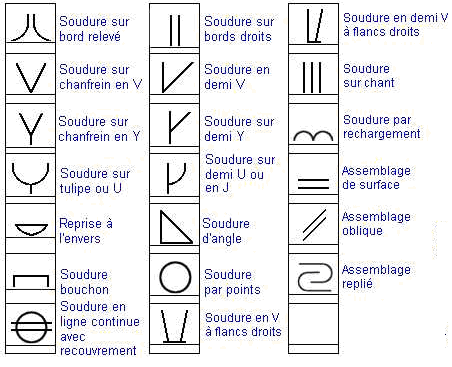 Soudure sur
bord relevé
Soudure sur
chanfrein en V
Soudure sur
chanfrein en Y
Soudure sur
tulipe ou U
Reprise à
l'envers
Soudure
bouchon
Soudure en
ligne continue
avec
recouvrement
Soudure sur
bords droits
Soudure en
demi V
Soudure sur
demi Y
Soudure sur
demi U ou
en J
Soudure
d'angle
Soudure
par points
Soudure en V
à flancs droits
Soudure en demi V
à flancs droits
Soudure
sur chant
Soudure par
rechargement
Assemblage
de surface
Assemblage
oblique
Assemblage
replié